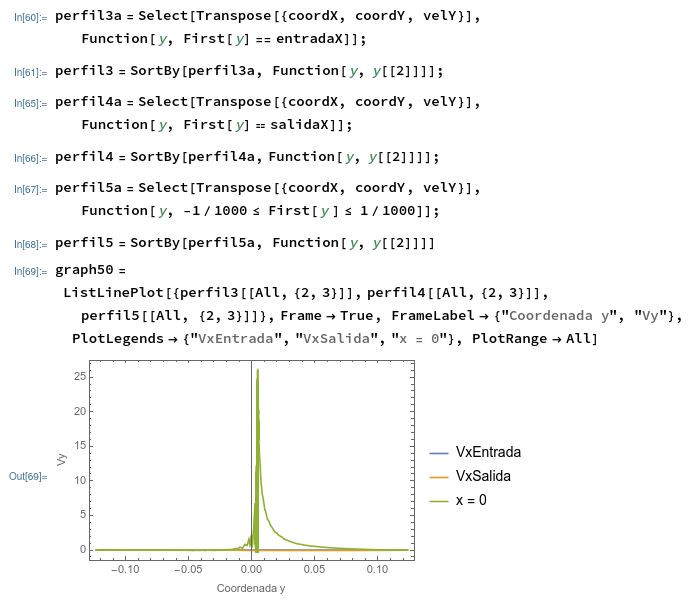 In[60]:= perfil3a = Select[Transpose[{coordX, coordY, velY}],
Function[y, First[y] == entradaX]];
In[61]:= perfil3 = SortBy[perfil3a, Function[y, y[[2]]]];
In[65]:= perfil4a = Select[Transpose[{coordX, coordY, velY}],
Function[y, First[y] == salidaX]];
In[66]:= perfil4 = SortBy[perfil4a, Function[y, y[[2]]]];
In[67]:= perfil5a = Select[Transpose[{coordX, coordY, velY}],
Function[y, -1 / 1000 ≤ First[y] ≤ 1 / 1000]];
In[68]:= perfil5 = SortBy[perfil5a, Function[y, y[[2]]]]
In[69]:= graph50 =
ListLinePlot[{perfil3[[All, {2, 3}]], perfil4[[All, {2, 3}]],
perfil5[[All, {2, 3}]]}, Frame → True, FrameLabel → {"Coordenada y", "Vy"},
PlotLegends → {"VxEntrada", "VxSalida", "x = 0"}, PlotRange → All]
Out[69]=
Vy
25
20
15
10
5
0
−0.10 −0.05 0.00 0.05 0.10
Coordenada y
VxEntrada
VxSalida
x = 0